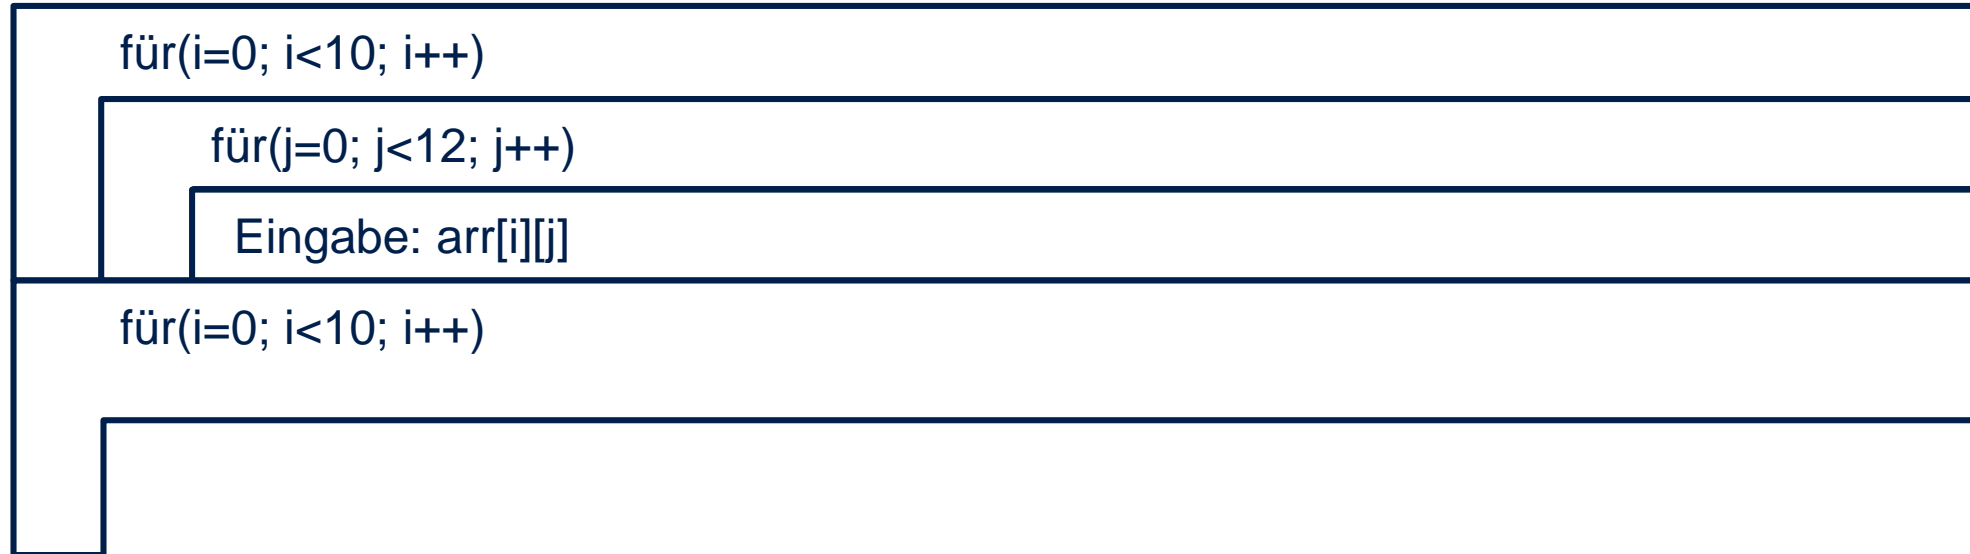 für(i=0; i<10; i++)
für(j=0; j<12; j++)
Eingabe: arr[i][j]
für(i=0; i<10; i++)